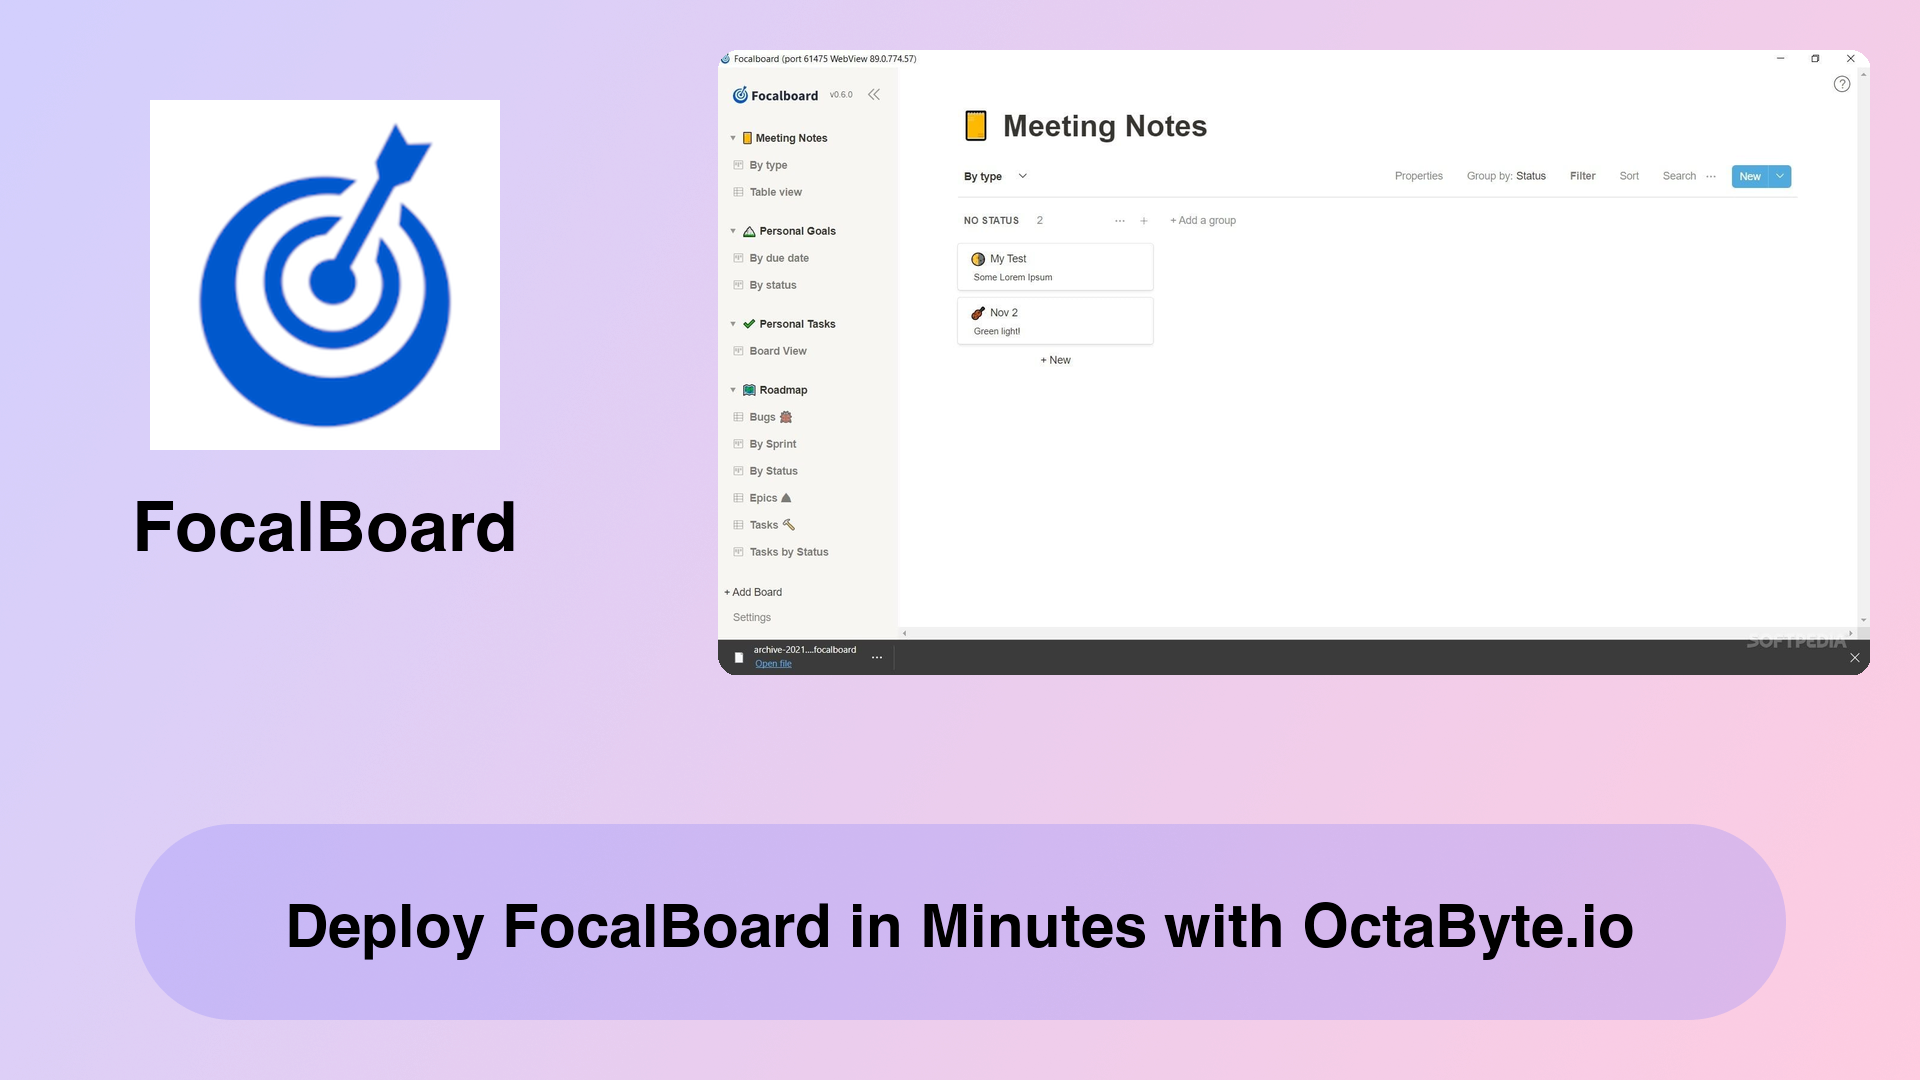 Focalboard (port 61475 WebView 89.0.774.57)
Focalboard v0.6.0
Meeting Notes
By type
Table view
Personal Goals
By due date
By status
Personal Tasks
Board View
Roadmap
Bugs
By Sprint
By Status
Epics
Tasks
Tasks by Status
+ Add Board
Settings
Meeting Notes
By type
Properties Group by: Status Filter Sort Search ... New
NO STATUS 2 ... + + Add a group
My Test
Some Lorem Ipsum
Nov 2
Green light!
+ New
SOFTPEDIA
archive-2021....focalboard
Open file
...
FocalBoard
Deploy FocalBoard in Minutes with OctaByte.io